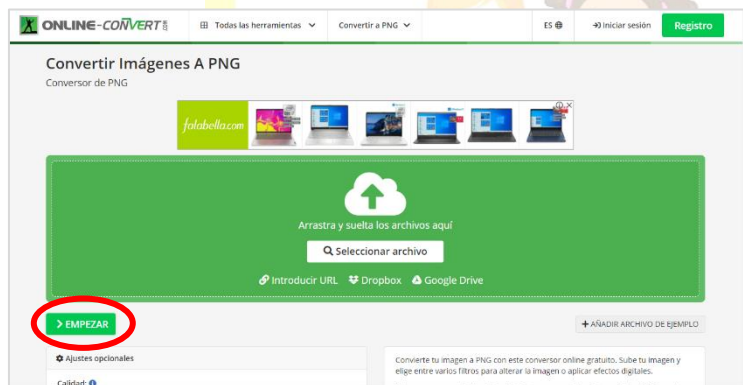 ONLINE-CONVERT.COM Todas las herramientas Convertir a PNG ES Iniciar sesión Registro
Convertir Imágenes A PNG
Conversor de PNG
falabella.com
Arrastra y suelta los archivos aquí
Seleccionar archivo
Introducir URL Dropbox Google Drive
EMPEZAR
+ AÑADIR ARCHIVO DE EJEMPLO
Ajustes opcionales
Calidad:
Convierte tu imagen a PNG con este conversor online gratuito. Sube tu imagen y
elige entre varios filtros para alterar la imagen o aplicar efectos digitales.